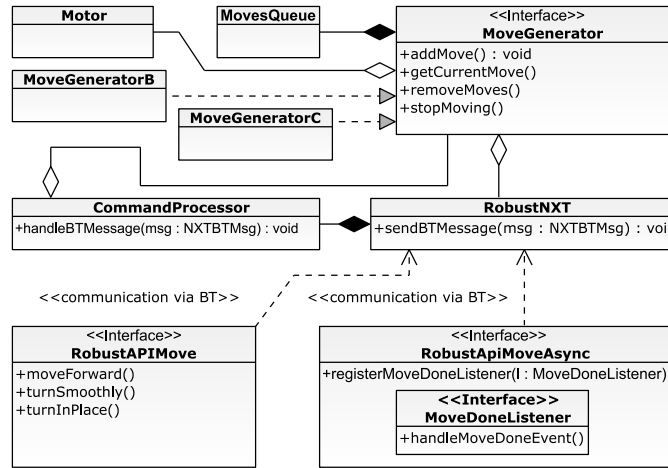 Motor
MovesQueue
<<Interface>>
MoveGenerator
+addMove() : void
+getCurrentMove()
+removeMoves()
+stopMoving()
MoveGeneratorB
MoveGeneratorC
CommandProcessor
+handleBTMessage(msg : NXTBTMsg) : void
RobustNXT
+sendBTMessage(msg : NXTBTMsg) : voi
<<communication via BT>>
<<communication via BT>>
<<Interface>>
RobustAPIMove
+moveForward()
+turnSmoothly()
+turnInPlace()
<<Interface>>
RobustApiMoveAsync
+registerMoveDoneListener(l : MoveDoneListener)
<<Interface>>
MoveDoneListener
+handleMoveDoneEvent()